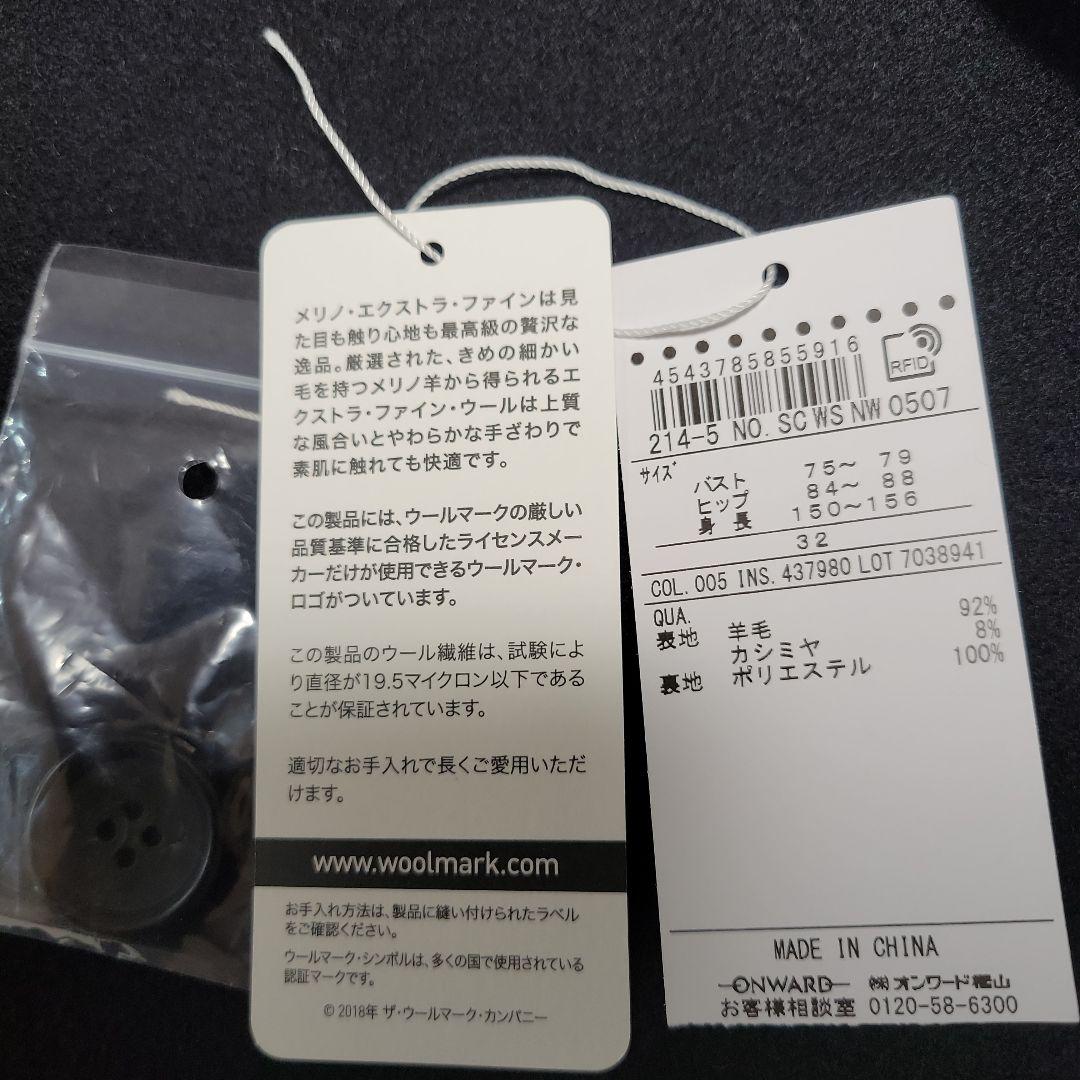 メリノ・エクストラ・ファインは見
た目も触り心地も最高級の贅沢な
逸品。厳選された、きめの細かい
毛を持つメリノ羊から得られるエ
クストラ・ファイン・ウールは上質
な風合いとやわらかな手ざわりで
素肌に触れても快適です。
この製品には、ウールマークの厳しい
品質基準に合格したライセンスメー
カーだけが使用できるウールマーク・
ロゴがついています。
この製品のウール繊維は、試験によ
り直径が19.5マイクロン以下である
ことが保証されています。
適切なお手入れで長くご愛用いただ
けます。
www.woolmark.com
お手入れ方法は、製品に縫い付けられたラベル
をご確認ください。
ウールマーク・シンボルは、多くの国で使用されている
認証マークです。
© 2018年 ザ・ウールマーク・カンパニー
4543785855916
RFID
214-5 NO. SCWSNW0507
サイズ
バスト 75～ 79
ヒップ 84～ 88
身長 150～156
32
COL. 005 INS. 437980 LOT 7038941
QUA.
表地 羊毛 92%
カシミヤ 8%
裏地 ポリエステル 100%
MADE IN CHINA
ONWARD ㈱オンワード樫山
お客様相談室 0120-58-6300